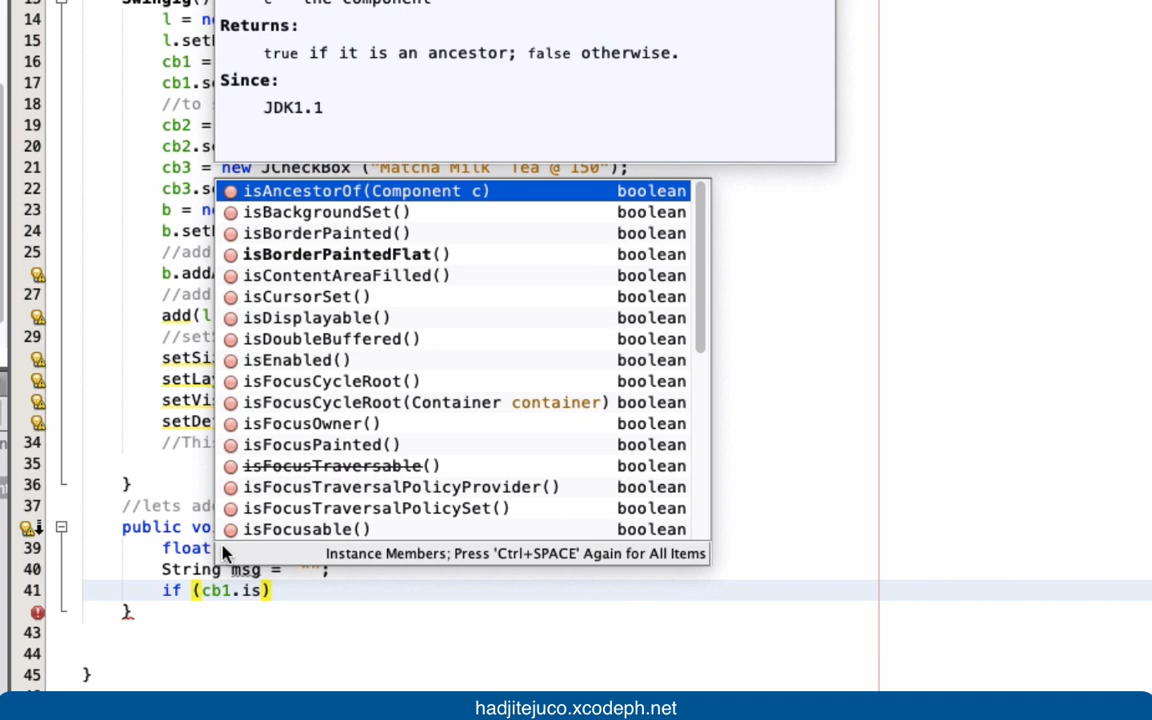 Returns:
true if it is an ancestor; false otherwise.
Since:
JDK1.1
14 l = ne
15 l.set
16 cb1 =
17 cb1.s
18 //to
19 cb2 =
20 cb2.s
21 cb3 = new JCheckBox ("Matcha Milk Tea @ 150");
22 cb3.s
23 b = n
24 b.set
25 //add
b.add
27 //add
add(l
29 //set
setSi
setLa
setVi
setDe
34 //Thi
35
36 }
37 //lets ad
public vo
39 float
40 String msg = "";
41 if (cb1.is)
}
43
44
45 }
isAncestorOf(Component c) boolean
isBackgroundSet() boolean
isBorderPainted() boolean
isBorderPaintedFlat() boolean
isContentAreaFilled() boolean
isCursorSet() boolean
isDisplayable() boolean
isDoubleBuffered() boolean
isEnabled() boolean
isFocusCycleRoot() boolean
isFocusCycleRoot(Container container) boolean
isFocusOwner() boolean
isFocusPainted() boolean
isFocusTraversable() boolean
isFocusTraversalPolicyProvider() boolean
isFocusTraversalPolicySet() boolean
isFocusable() boolean
Instance Members; Press 'Ctrl+SPACE' Again for All Items
hadjitejuco.xcodeph.net